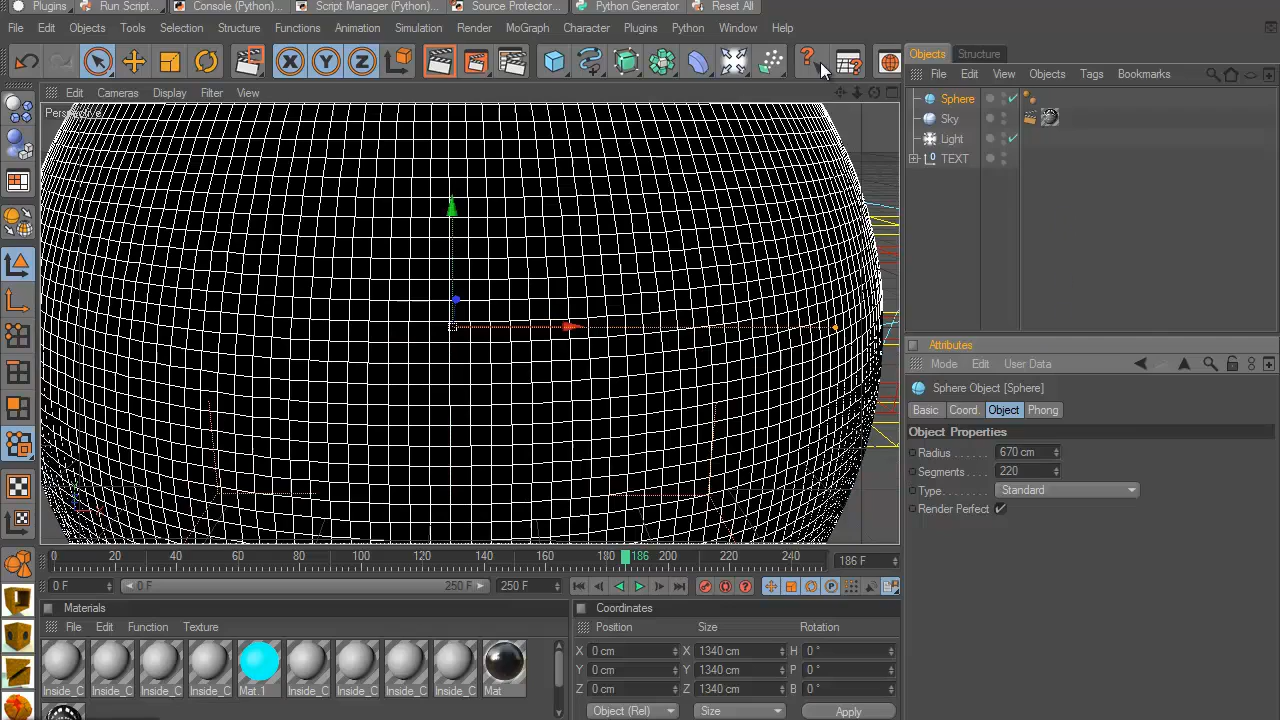 Plugins Run Script... Console (Python)... Script Manager (Python)... Source Protector... Python Generator Reset All
File Edit Objects Tools Selection Structure Functions Animation Simulation Render MoGraph Character Plugins Python Window Help
X Y Z
Objects Structure
File Edit View Objects Tags Bookmarks
Edit Cameras Display Filter View
Perspective
Sphere
Sky
Light
TEXT
Attributes
Mode Edit User Data
Sphere Object [Sphere]
Basic Coord. Object Phong
Object Properties
Radius . . . . . . 670 cm
Segments . . . . 220
Type. . . . . . . . Standard
Render Perfect
0 20 40 60 80 100 120 140 160 180 186 200 220 240 186 F
0 F 0 F 250 F 250 F
Materials
File Edit Function Texture
Inside_C Inside_C Inside_C Inside_C Mat.1 Inside_C Inside_C Inside_C Inside_C Mat
Coordinates
Position Size Rotation
X 0 cm X 1340 cm H 0 °
Y 0 cm Y 1340 cm P 0 °
Z 0 cm Z 1340 cm B 0 °
Object (Rel) Size Apply